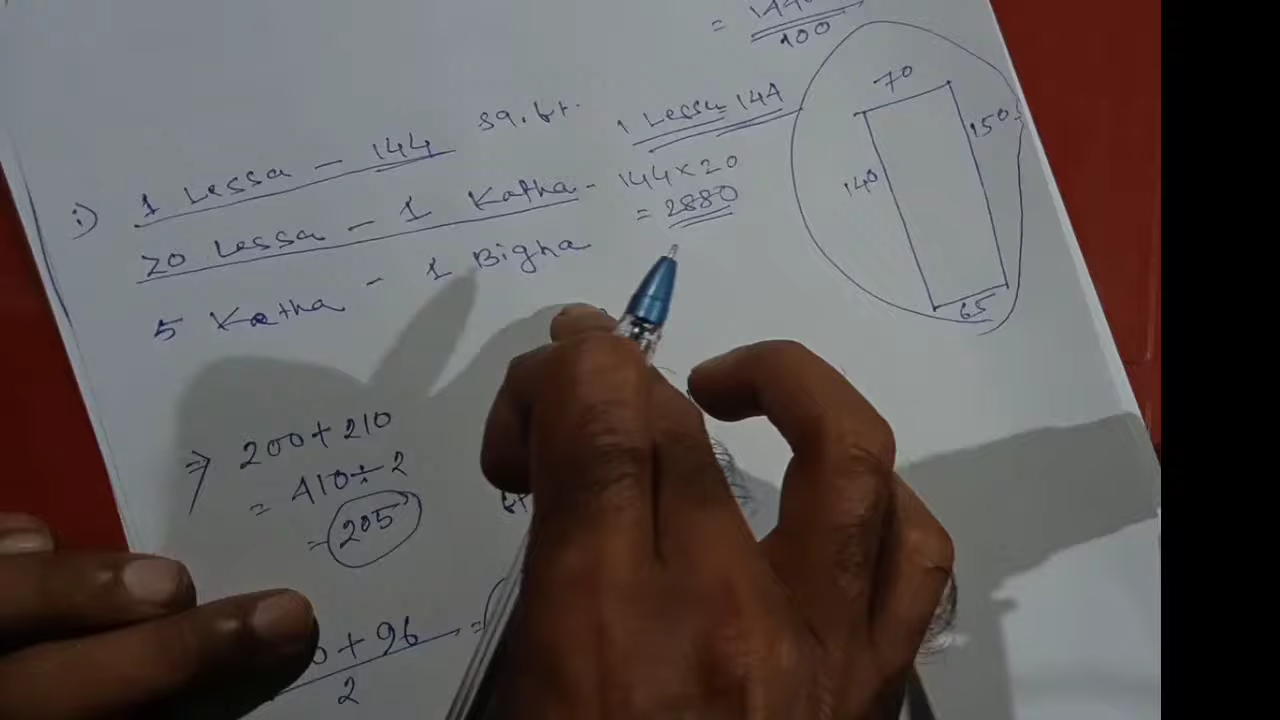 =
100
i) 1 Lessa - 144 sq.ft.
20 Lessa - 1 Katha - 144×20
= 2880
5 Katha - 1 Bigha
1 Lessa 144
70
150
140
65
⇒ 200+210
= 410÷2
= 205
+ 96 =
2